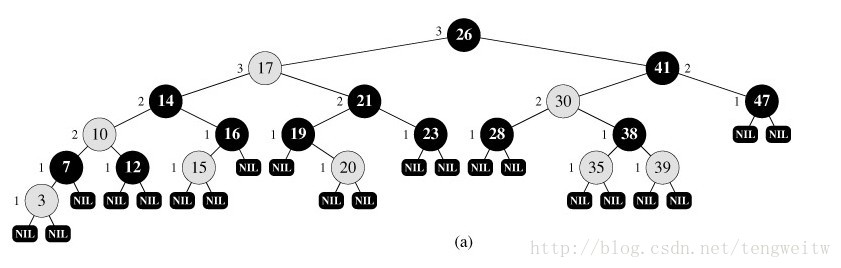 3 26
3 17 41 2
2 14 2 21 2 30 1 47
2 10 1 16 1 19 1 23 1 28 1 38 NIL NIL
1 7 1 12 1 15 NIL NIL 1 20 NIL NIL NIL NIL 1 35 1 39
1 3 NIL NIL NIL NIL NIL NIL NIL NIL NIL NIL NIL
NIL NIL
(a)
http://blog.csdn.net/tengweitw